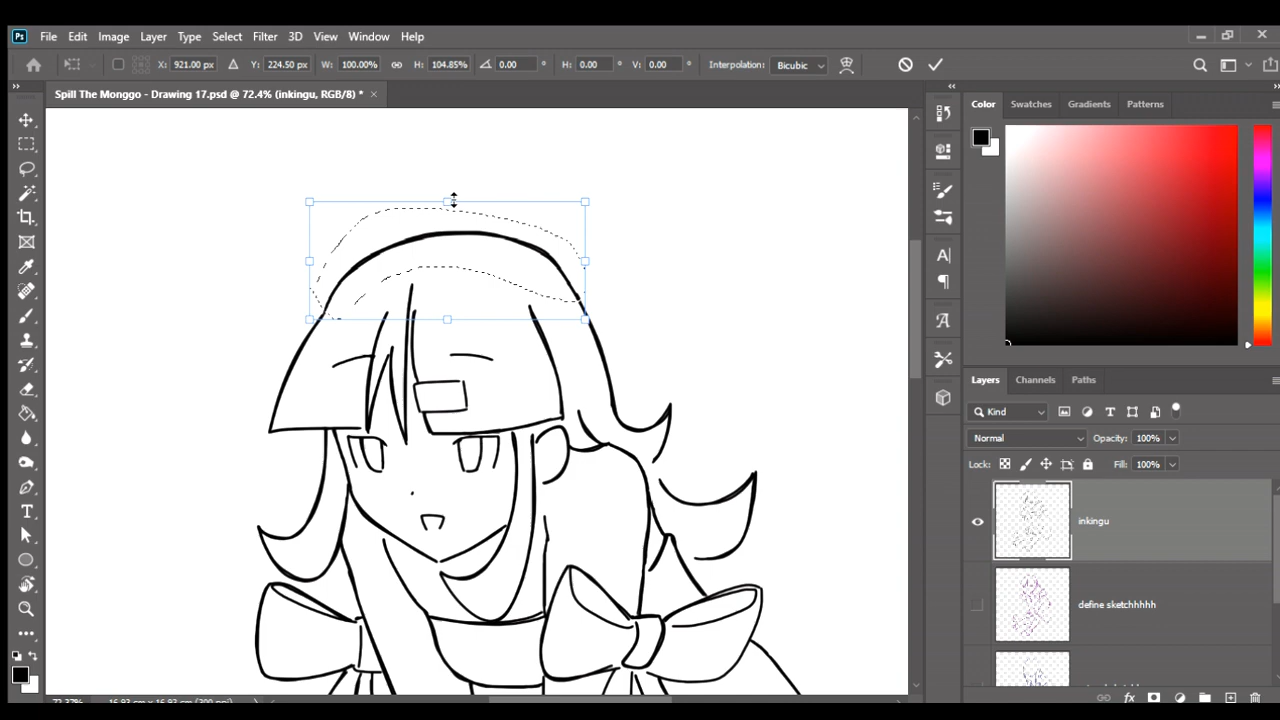 Ps File Edit Image Layer Type Select Filter 3D View Window Help
X: 921.00 px Y: 224.50 px W: 100.00% H: 104.85% 0.00 ° H: 0.00 ° V: 0.00 ° Interpolation: Bicubic
Spill The Monggo - Drawing 17.psd @ 72.4% (inkingu, RGB/8) * ×
Color Swatches Gradients Patterns
Layers Channels Paths
Kind
Normal Opacity: 100%
Lock: Fill: 100%
inkingu
define sketchhhhh